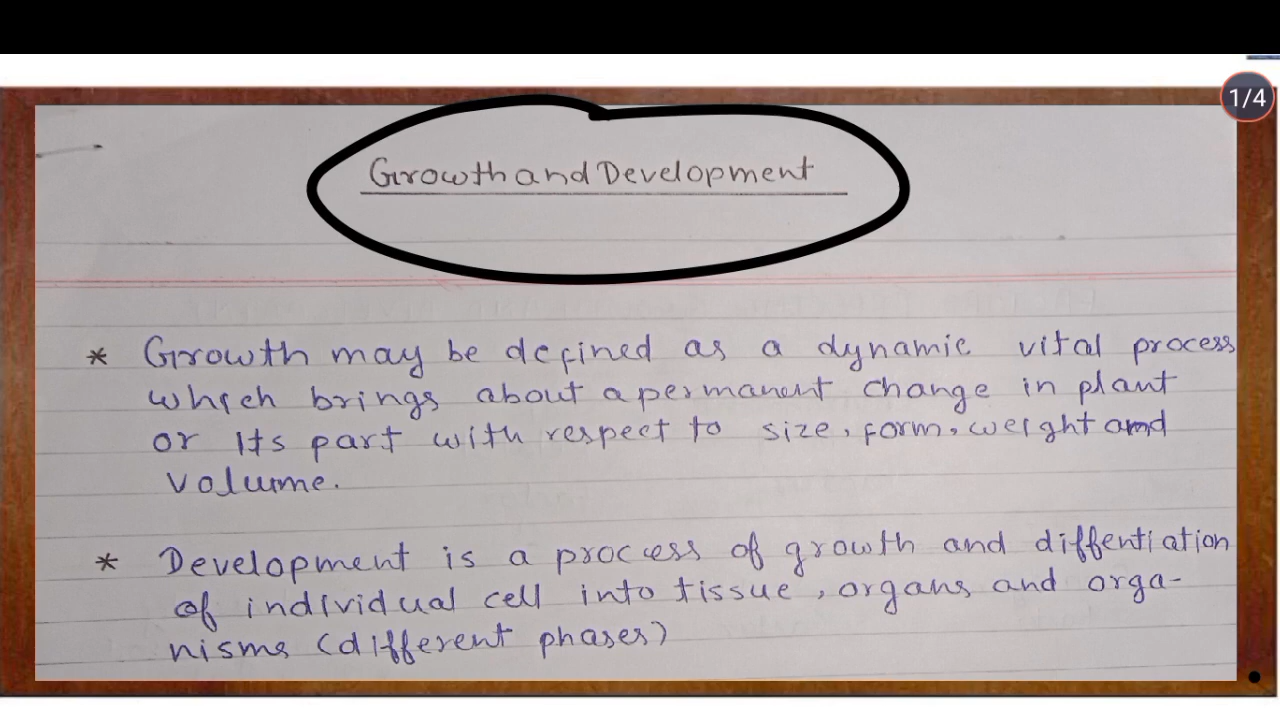 1/4
Growth and Development
* Growth may be defined as a dynamic vital process
which brings about a permanent change in plant
or its part with respect to size, form, weight and
volume.
* Development is a process of growth and diffentiation
of individual cell into tissue, organs and orga-
nisms (different phases)